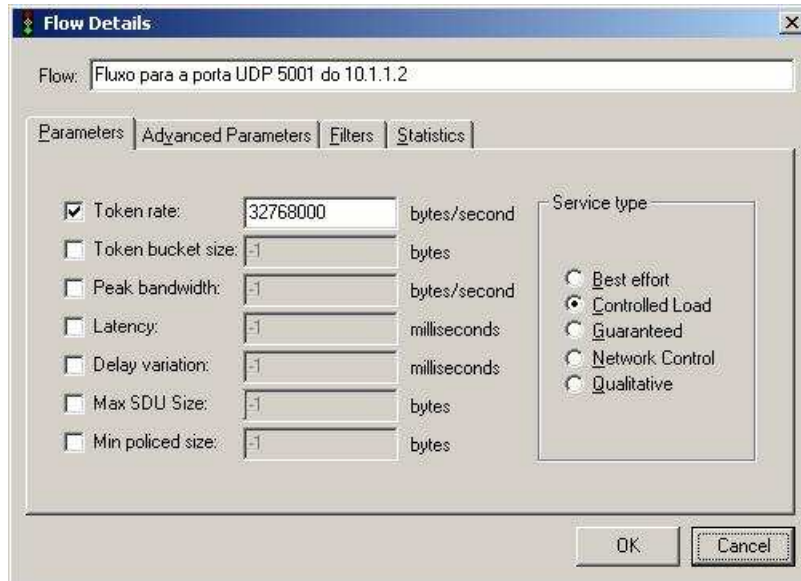 Flow Details
Flow: Fluxo para a porta UDP 5001 do 10.1.1.2
Parameters Advanced Parameters Filters Statistics
Token rate: 32768000 bytes/second
Token bucket size: -1 bytes
Peak bandwidth: -1 bytes/second
Latency: -1 milliseconds
Delay variation: -1 milliseconds
Max SDU Size: -1 bytes
Min policed size: -1 bytes
Service type
Best effort
Controlled Load
Guaranteed
Network Control
Qualitative
OK Cancel